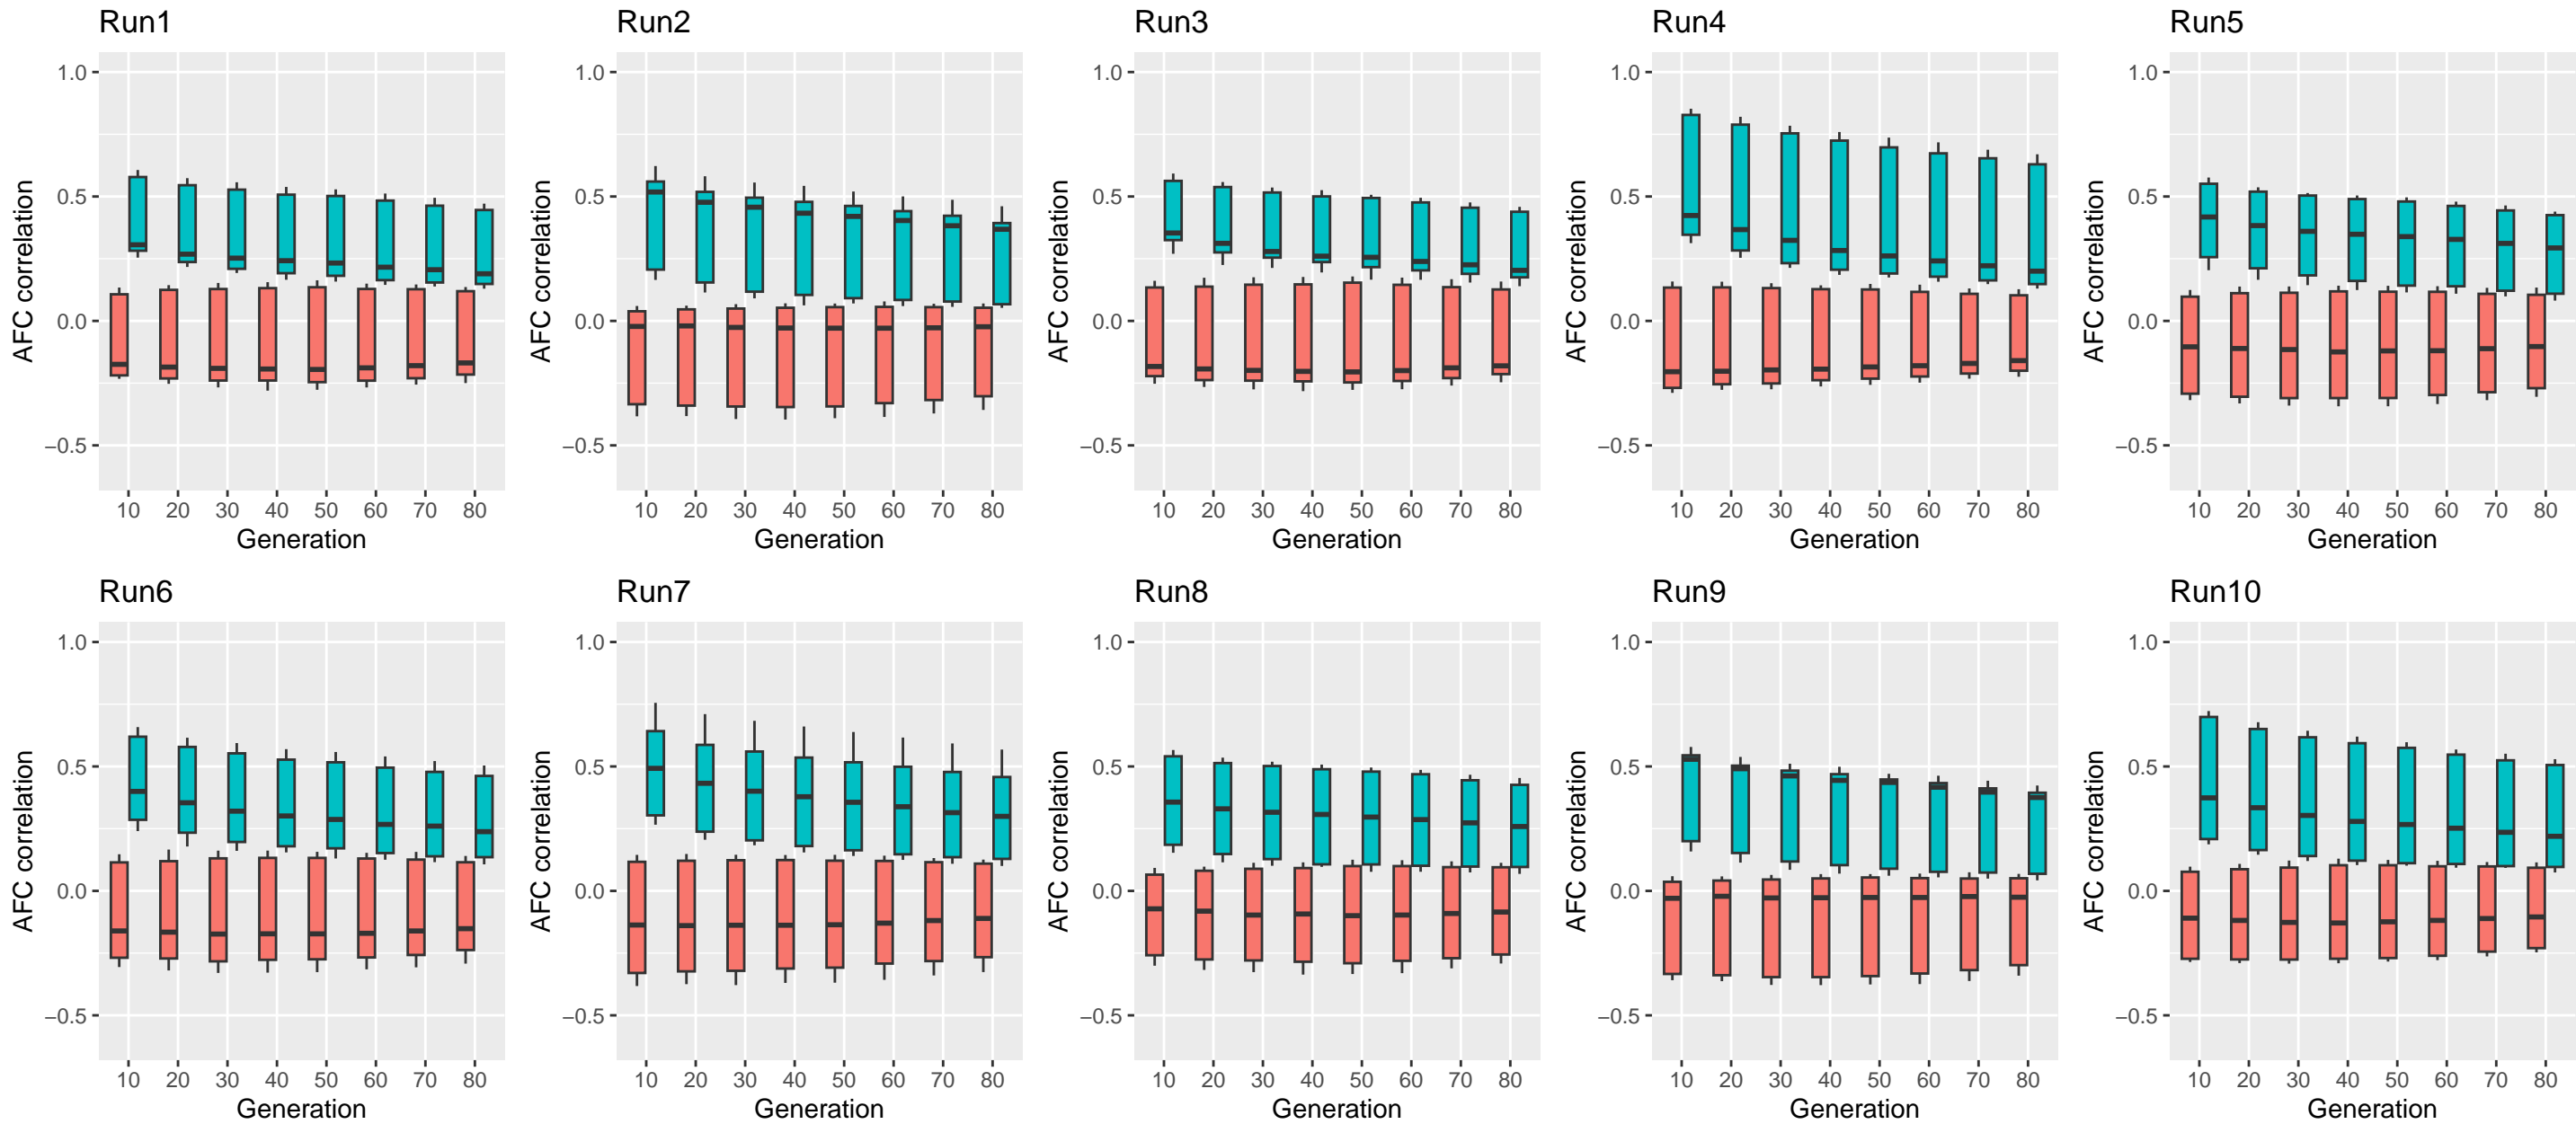 Run1 Run2 Run3 Run4 Run5
1.0 1.0 1.0 1.0 1.0
0.5 0.5 0.5 0.5 0.5
0.0 0.0 0.0 0.0 0.0
−0.5 −0.5 −0.5 −0.5 −0.5
AFC correlation AFC correlation AFC correlation AFC correlation AFC correlation
10 20 30 40 50 60 70 80 10 20 30 40 50 60 70 80 10 20 30 40 50 60 70 80 10 20 30 40 50 60 70 80 10 20 30 40 50 60 70 80
Generation Generation Generation Generation Generation
Run6 Run7 Run8 Run9 Run10
1.0 1.0 1.0 1.0 1.0
0.5 0.5 0.5 0.5 0.5
0.0 0.0 0.0 0.0 0.0
−0.5 −0.5 −0.5 −0.5 −0.5
AFC correlation AFC correlation AFC correlation AFC correlation AFC correlation
10 20 30 40 50 60 70 80 10 20 30 40 50 60 70 80 10 20 30 40 50 60 70 80 10 20 30 40 50 60 70 80 10 20 30 40 50 60 70 80
Generation Generation Generation Generation Generation